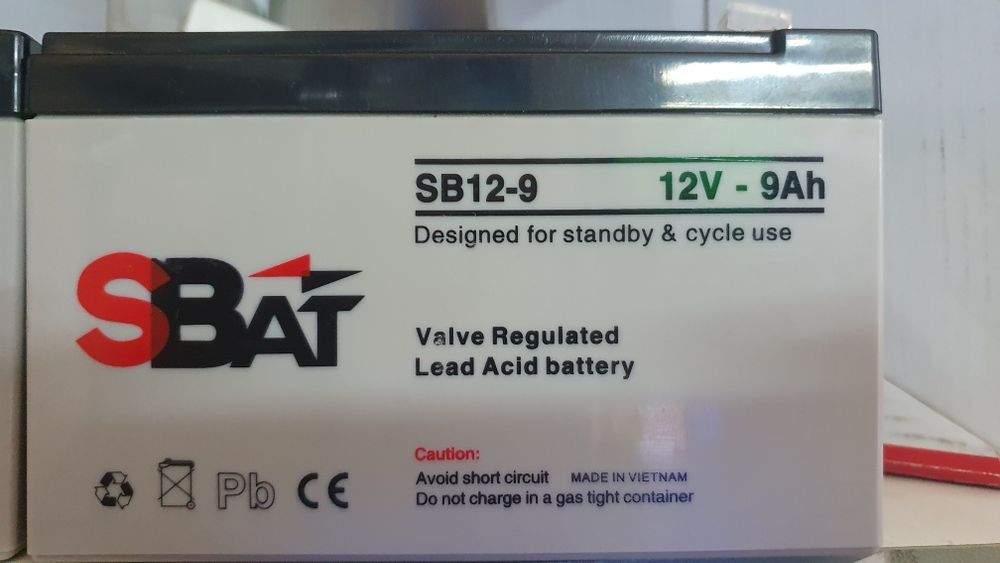 SB12-9 12V - 9Ah
Designed for standby & cycle use
SBAT
Valve Regulated
Lead Acid battery
Caution:
Avoid short circuit MADE IN VIETNAM
Do not charge in a gas tight container
Pb CE